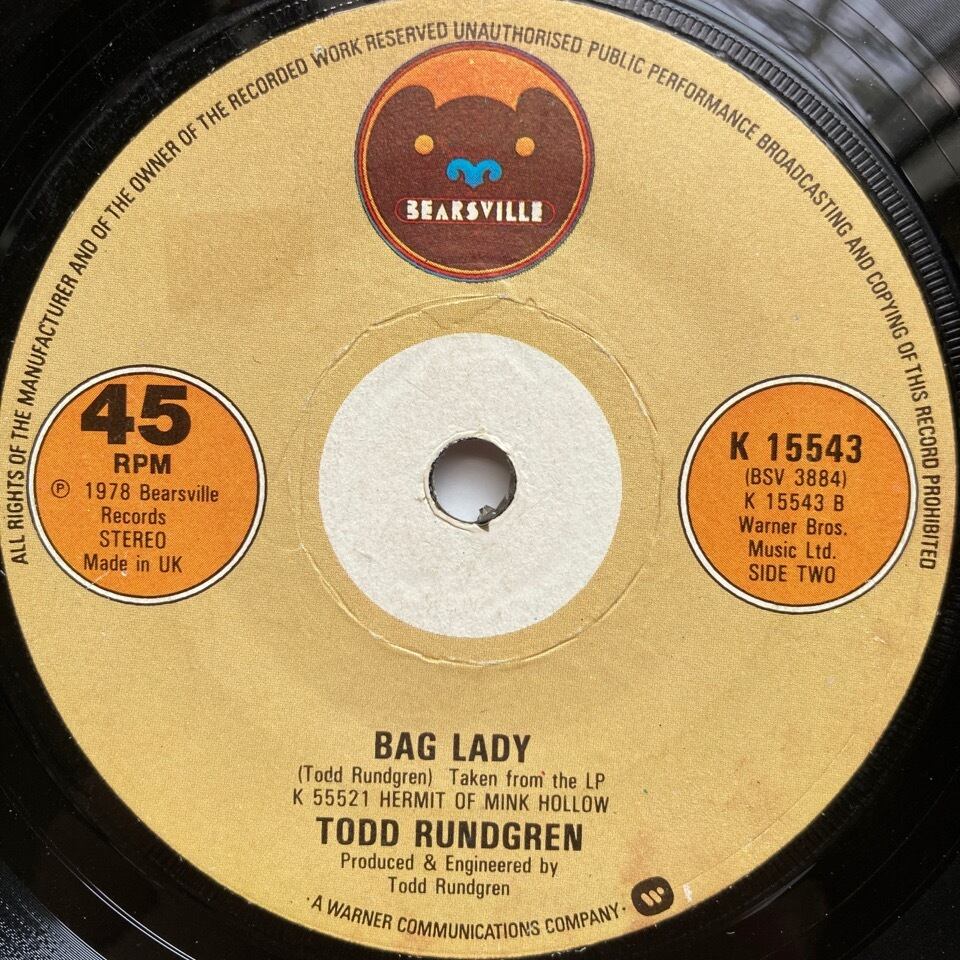 ALL RIGHTS OF THE MANUFACTURER AND OF THE OWNER OF THE RECORDED WORK RESERVED UNAUTHORISED PUBLIC PERFORMANCE BROADCASTING AND COPYING OF THIS RECORD PROHIBITED
BEARSVILLE
45
RPM
℗ 1978 Bearsville
Records
STEREO
Made in UK
K 15543
(BSV 3884)
K 15543 B
Warner Bros.
Music Ltd.
SIDE TWO
BAG LADY
(Todd Rundgren) Taken from the LP
K 55521 HERMIT OF MINK HOLLOW
TODD RUNDGREN
Produced & Engineered by
Todd Rundgren
·A WARNER COMMUNICATIONS COMPANY·